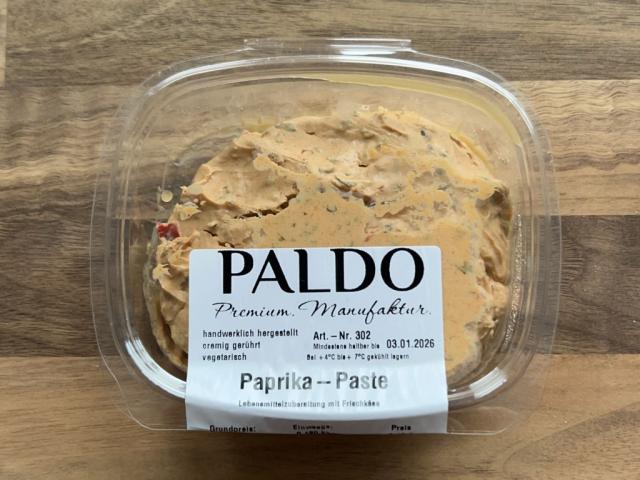 PALDO
Premium. Manufaktur.
handwerklich hergestellt
cremig gerührt
vegetarisch
Art.-Nr. 302
Mindestens haltbar bis 03.01.2026
Bei +4°C bis + 7°C gekühlt lagern
Paprika-Paste
Lebensmittelzubereitung mit Frischkäse
Grundpreis: Einwaage: Preis